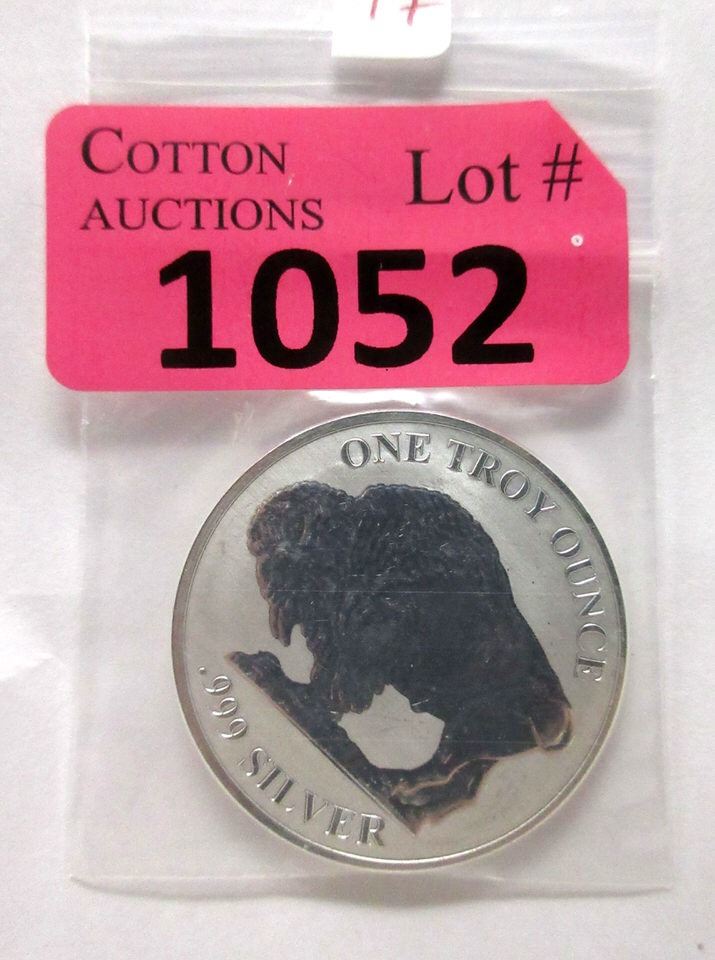 COTTON
AUCTIONS
Lot #
1052
ONE TROY OUNCE
.999 SILVER